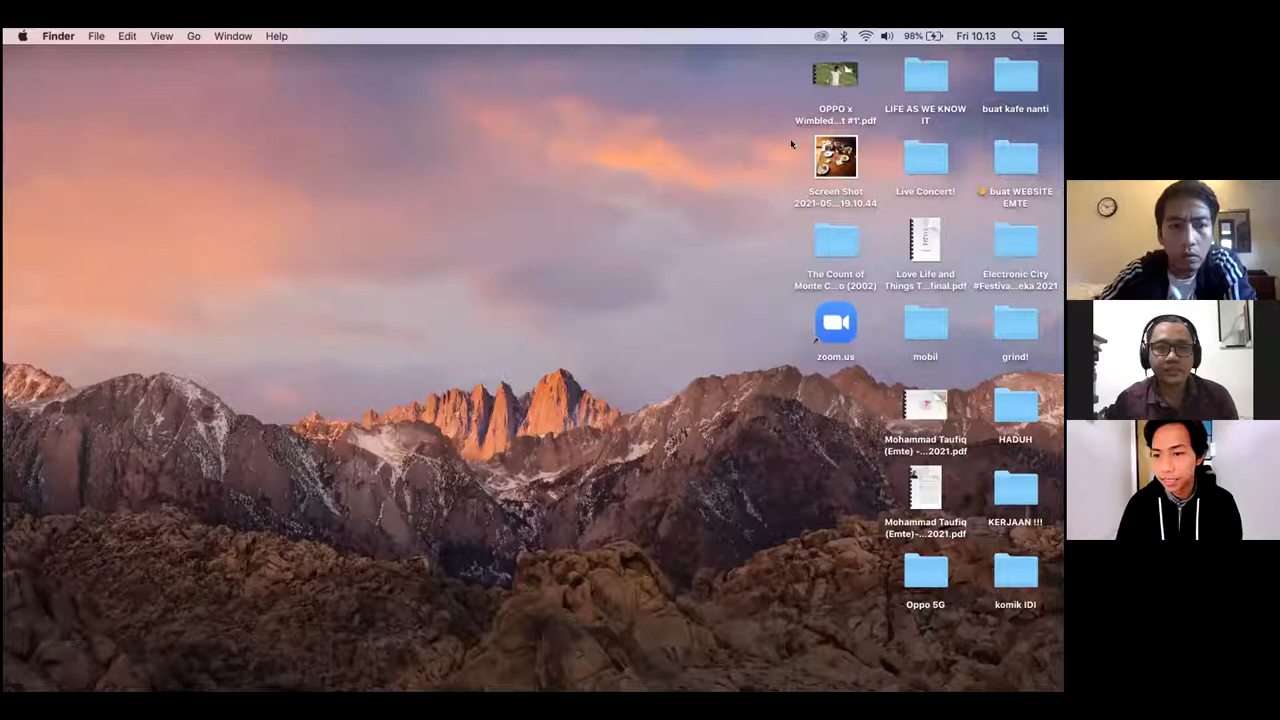 Finder File Edit View Go Window Help
98% Fri 10.13
OPPO x
Wimbled...t #1'.pdf
LIFE AS WE KNOW
IT
buat kafe nanti
Screen Shot
2021-05...19.10.44
Live Concert!
buat WEBSITE
EMTE
The Count of
Monte C...o (2002)
Love Life and
Things T...final.pdf
Electronic City
#Festiva...eka 2021
zoom.us
mobil
grind!
Mohammad Taufiq
(Emte) -...2021.pdf
HADUH
Mohammad Taufiq
(Emte)-...2021.pdf
KERJAAN !!!
Oppo 5G
komik IDI